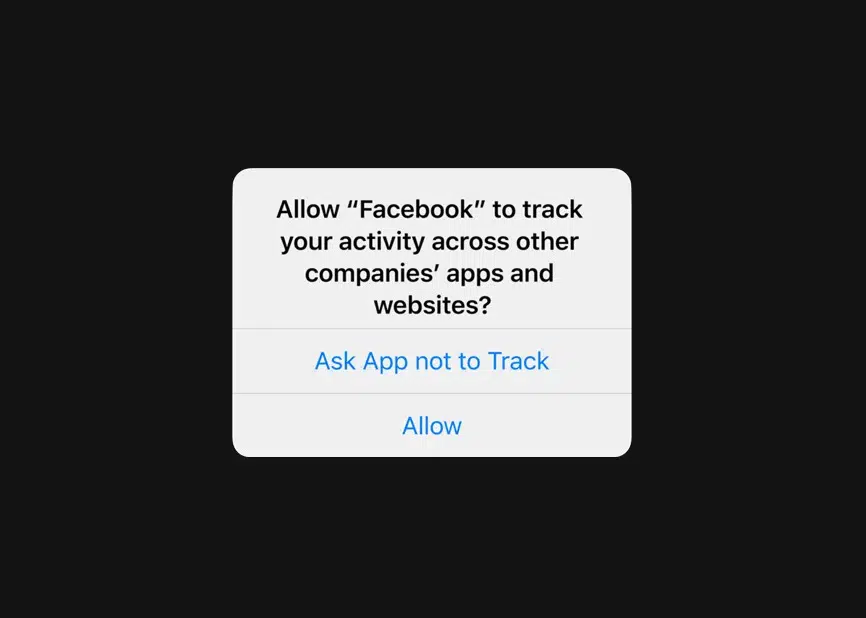 Allow “Facebook” to track
your activity across other
companies’ apps and
websites?
Ask App not to Track
Allow